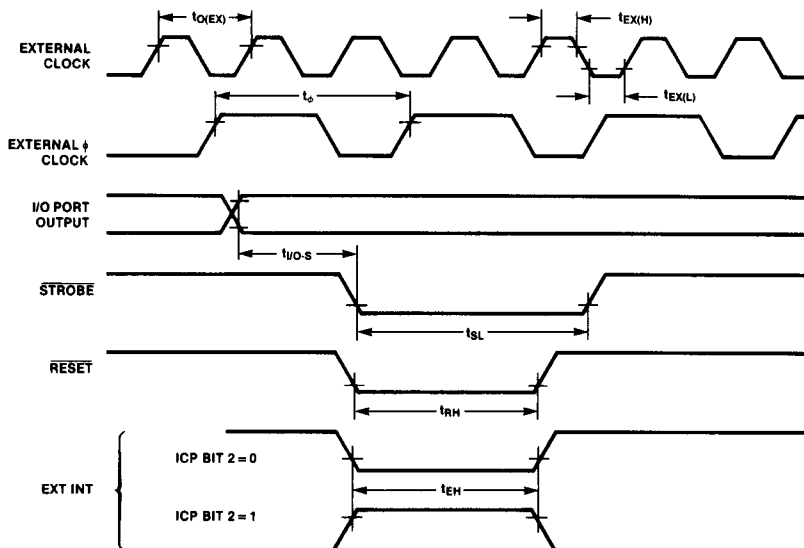 tO(EX)
tEX(H)
EXTERNAL
CLOCK
tEX(L)
tϕ
EXTERNAL ϕ
CLOCK
I/O PORT
OUTPUT
tI/O-S
STROBE
tSL
RESET
tRH
ICP BIT 2 = 0
EXT INT
tEH
ICP BIT 2 = 1